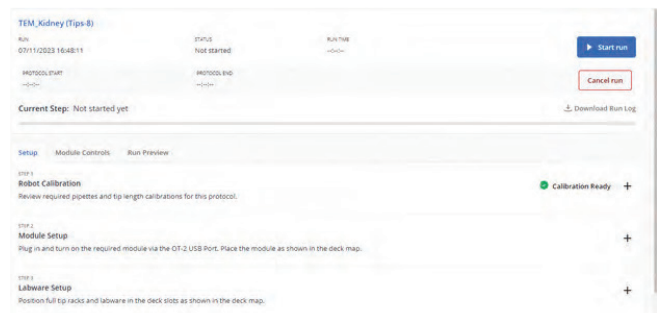 TEM_Kidney (Tips-8)
RUN STATUS RUN TIME
07/11/2023 16:48:11 Not started --:--:--
Start run
PROTOCOL START PROTOCOL END
--:--:-- --:--:--
Cancel run
Current Step: Not started yet
Download Run Log
Setup Module Controls Run Preview
STEP 1
Robot Calibration
Review required pipettes and tip length calibrations for this protocol.
Calibration Ready
STEP 2
Module Setup
Plug in and turn on the required module via the OT-2 USB Port. Place the module as shown in the deck map.
STEP 3
Labware Setup
Position full tip racks and labware in the deck slots as shown in the deck map.